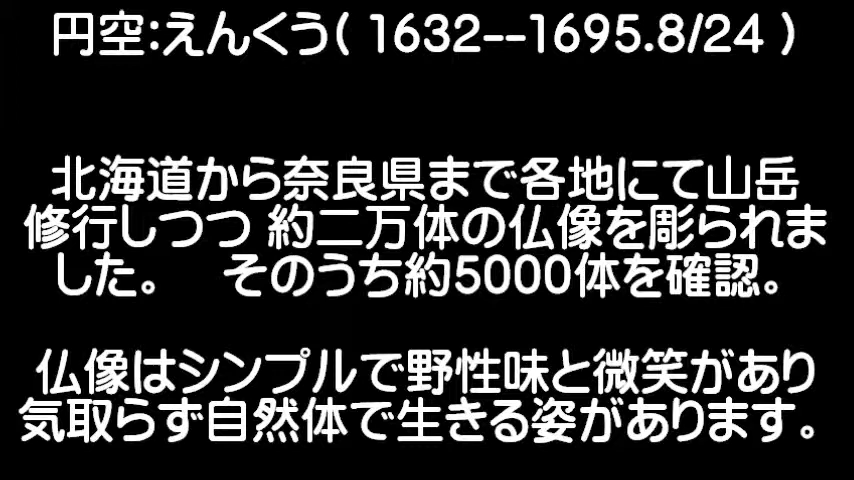 円空:えんくう( 1632--1695.8/24 )
北海道から奈良県まで各地にて山岳
修行しつつ 約二万体の仏像を彫られま
した。　そのうち約5000体を確認。
仏像はシンプルで野性味と微笑があり
気取らず自然体で生きる姿があります。